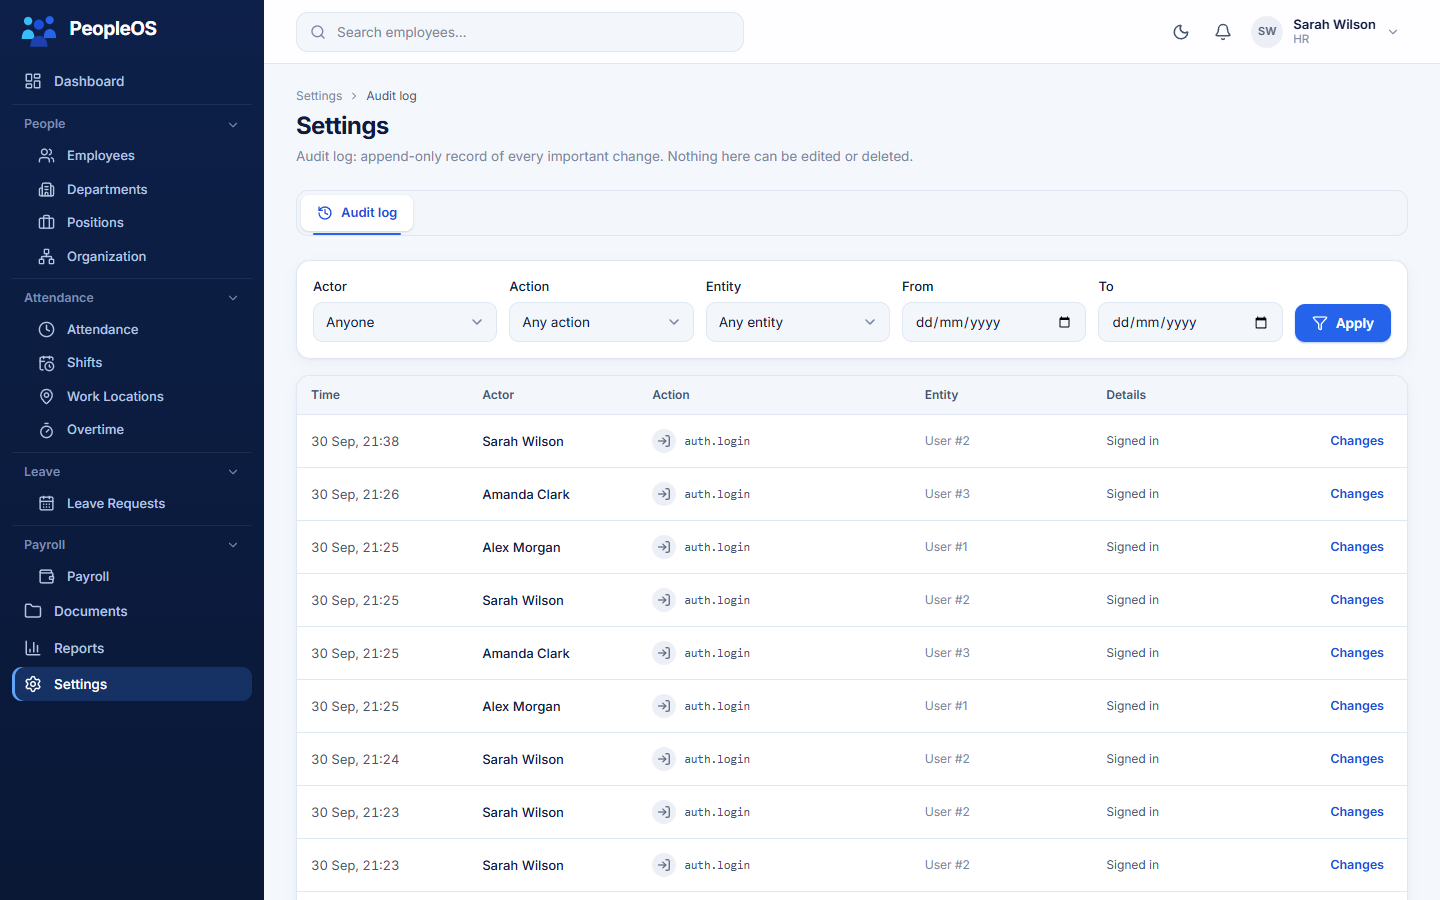 PeopleOS
Search employees...
SW
Sarah Wilson
HR
Dashboard
People
Employees
Departments
Positions
Organization
Attendance
Attendance
Shifts
Work Locations
Overtime
Leave
Leave Requests
Payroll
Payroll
Documents
Reports
Settings
Settings > Audit log
Settings
Audit log: append-only record of every important change. Nothing here can be edited or deleted.
Audit log
Actor Action Entity From To
Anyone Any action Any entity dd/mm/yyyy dd/mm/yyyy Apply
Time Actor Action Entity Details
30 Sep, 21:38 Sarah Wilson auth.login User #2 Signed in Changes
30 Sep, 21:26 Amanda Clark auth.login User #3 Signed in Changes
30 Sep, 21:25 Alex Morgan auth.login User #1 Signed in Changes
30 Sep, 21:25 Sarah Wilson auth.login User #2 Signed in Changes
30 Sep, 21:25 Amanda Clark auth.login User #3 Signed in Changes
30 Sep, 21:25 Alex Morgan auth.login User #1 Signed in Changes
30 Sep, 21:24 Sarah Wilson auth.login User #2 Signed in Changes
30 Sep, 21:23 Sarah Wilson auth.login User #2 Signed in Changes
30 Sep, 21:23 Sarah Wilson auth.login User #2 Signed in Changes